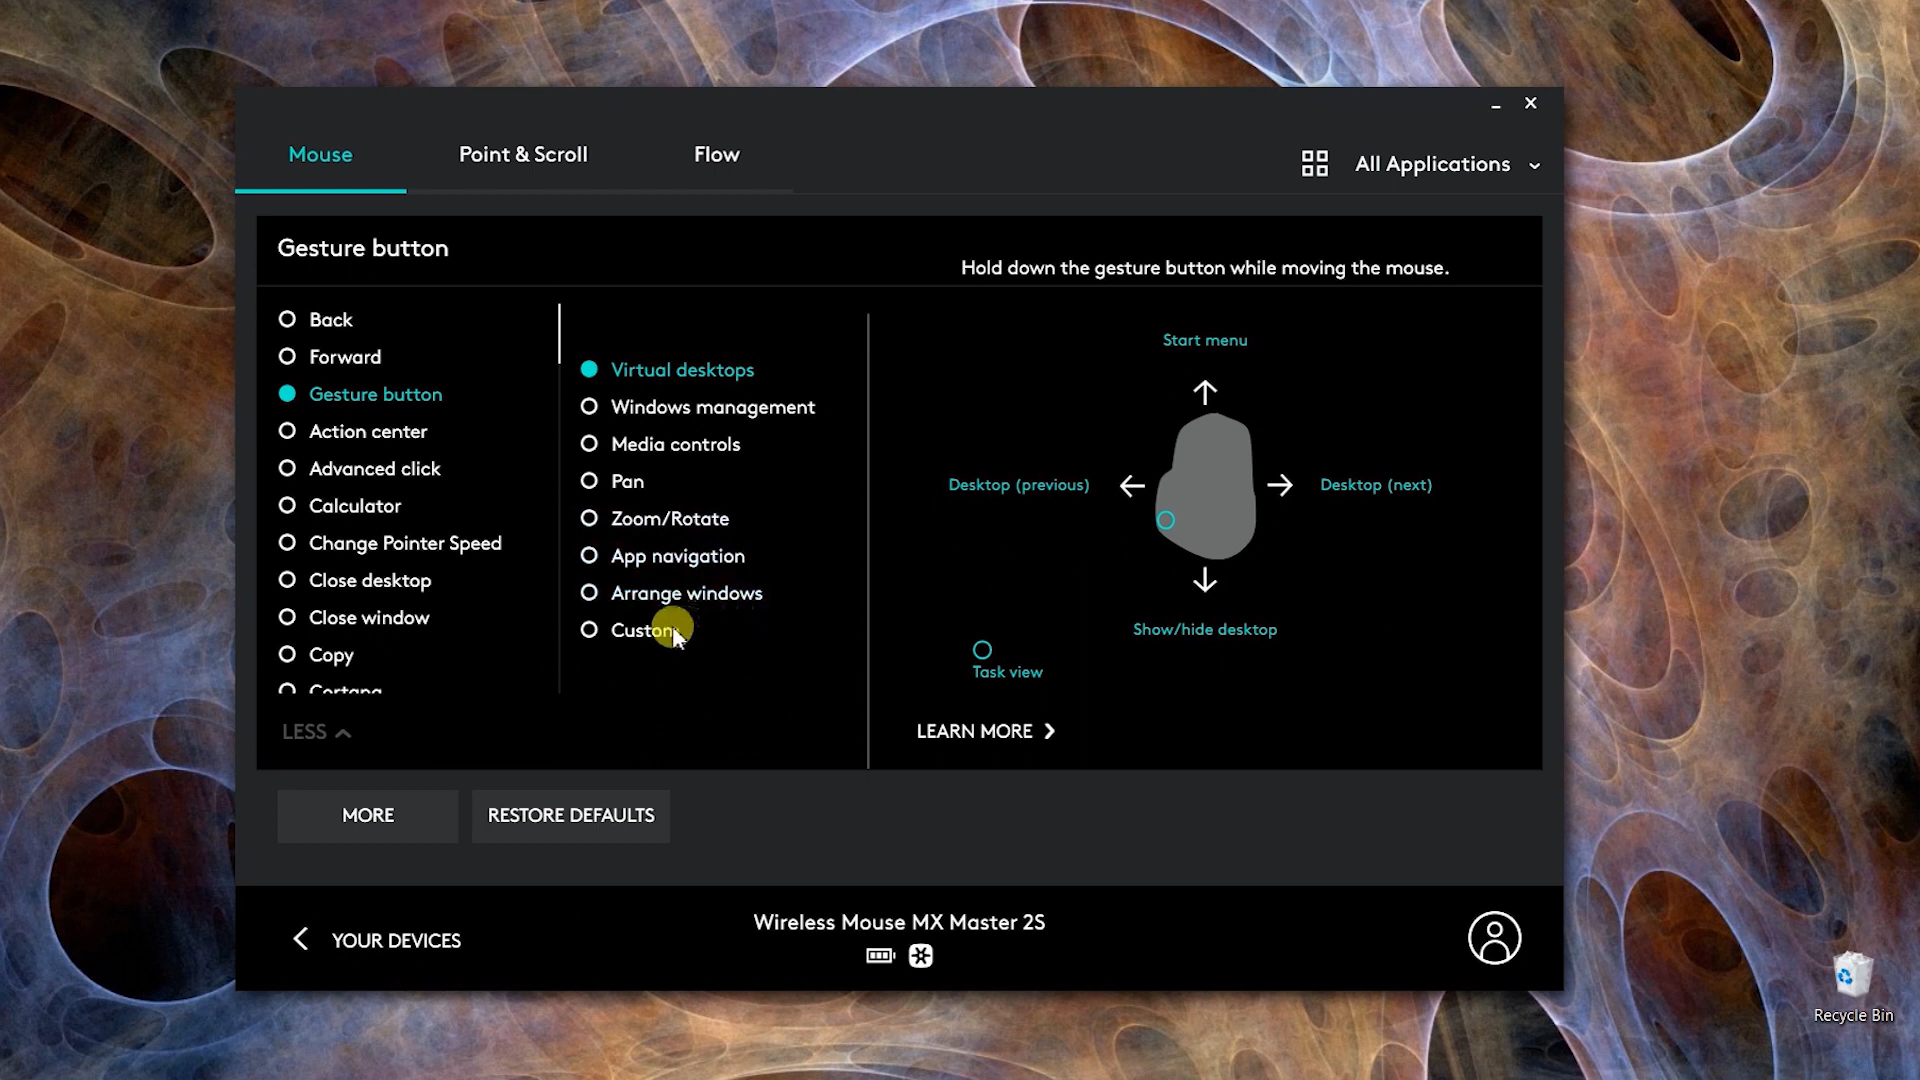 Mouse
Point & Scroll
Flow
All Applications
Gesture button
Hold down the gesture button while moving the mouse.
Back
Forward
Gesture button
Action center
Advanced click
Calculator
Change Pointer Speed
Close desktop
Close window
Copy
Cortana
LESS
Virtual desktops
Windows management
Media controls
Pan
Zoom/Rotate
App navigation
Arrange windows
Custom
Start menu
Desktop (previous)
Desktop (next)
Show/hide desktop
Task view
LEARN MORE
MORE
RESTORE DEFAULTS
YOUR DEVICES
Wireless Mouse MX Master 2S
Recycle Bin